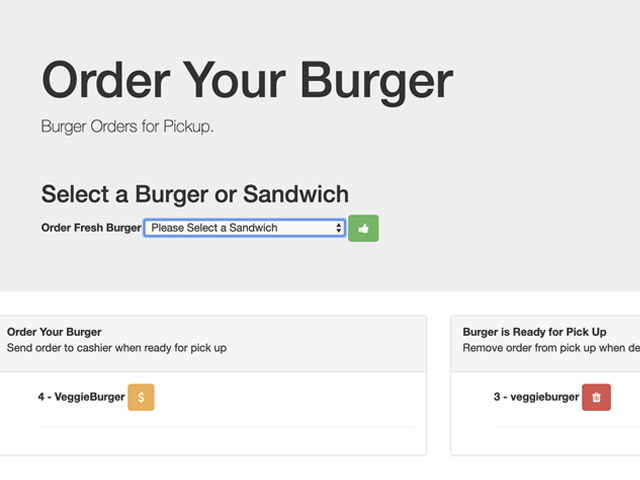 Order Your Burger
Burger Orders for Pickup.
Select a Burger or Sandwich
Order Fresh Burger Please Select a Sandwich
Order Your Burger
Send order to cashier when ready for pick up
4 - VeggieBurger $
Burger is Ready for Pick Up
Remove order from pick up when de
3 - veggieburger